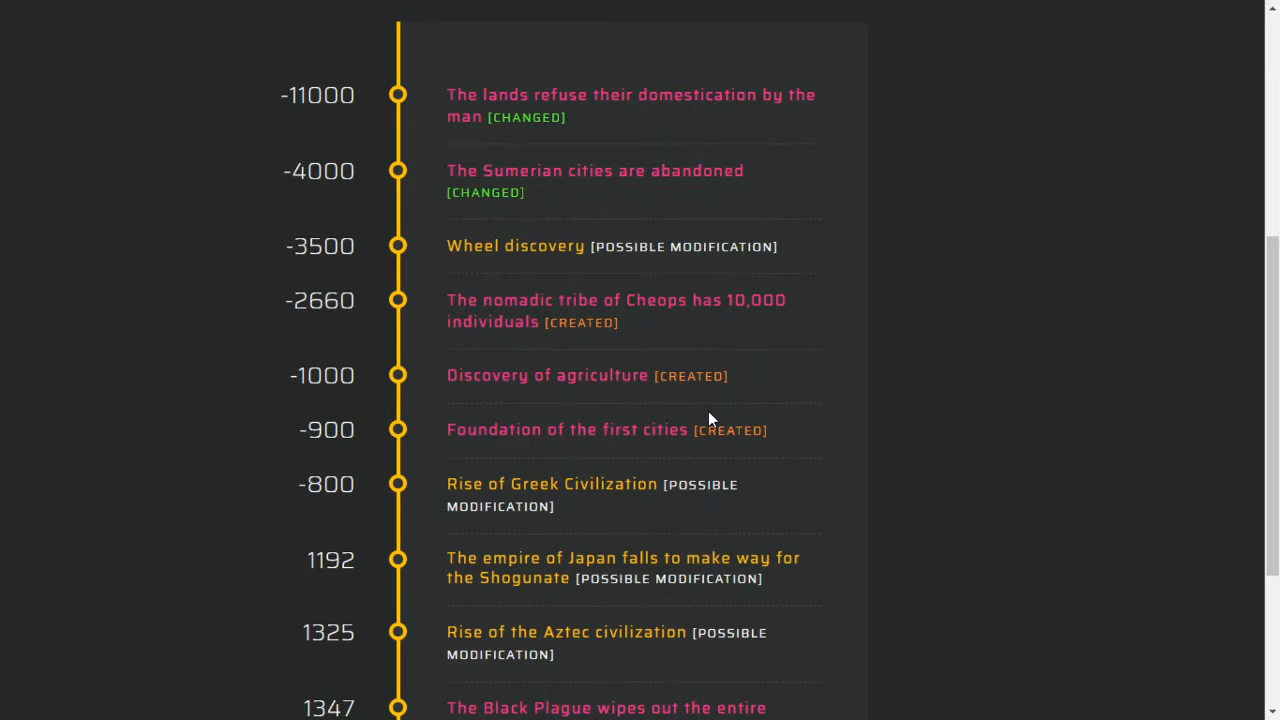 -11000 The lands refuse their domestication by the
man [CHANGED]
-4000 The Sumerian cities are abandoned
[CHANGED]
-3500 Wheel discovery [POSSIBLE MODIFICATION]
-2660 The nomadic tribe of Cheops has 10,000
individuals [CREATED]
-1000 Discovery of agriculture [CREATED]
-900 Foundation of the first cities [CREATED]
-800 Rise of Greek Civilization [POSSIBLE
MODIFICATION]
1192 The empire of Japan falls to make way for
the Shogunate [POSSIBLE MODIFICATION]
1325 Rise of the Aztec civilization [POSSIBLE
MODIFICATION]
1347 The Black Plague wipes out the entire